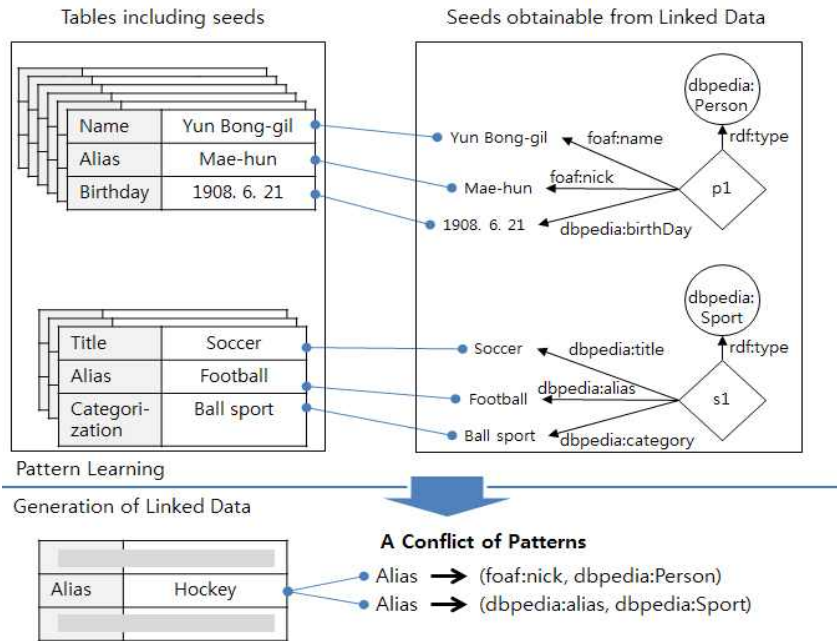 Tables including seeds
Seeds obtainable from Linked Data
Name Yun Bong-gil
Alias Mae-hun
Birthday 1908. 6. 21
dbpedia:
Person
rdf:type
Yun Bong-gil
foaf:name
Mae-hun
foaf:nick
p1
1908. 6. 21
dbpedia:birthDay
Title Soccer
Alias Football
Categori-
zation
Ball sport
dbpedia:
Sport
rdf:type
Soccer
dbpedia:title
Football
dbpedia:alias
s1
Ball sport
dbpedia:category
Pattern Learning
Generation of Linked Data
A Conflict of Patterns
Alias Hockey
Alias → (foaf:nick, dbpedia:Person)
Alias → (dbpedia:alias, dbpedia:Sport)